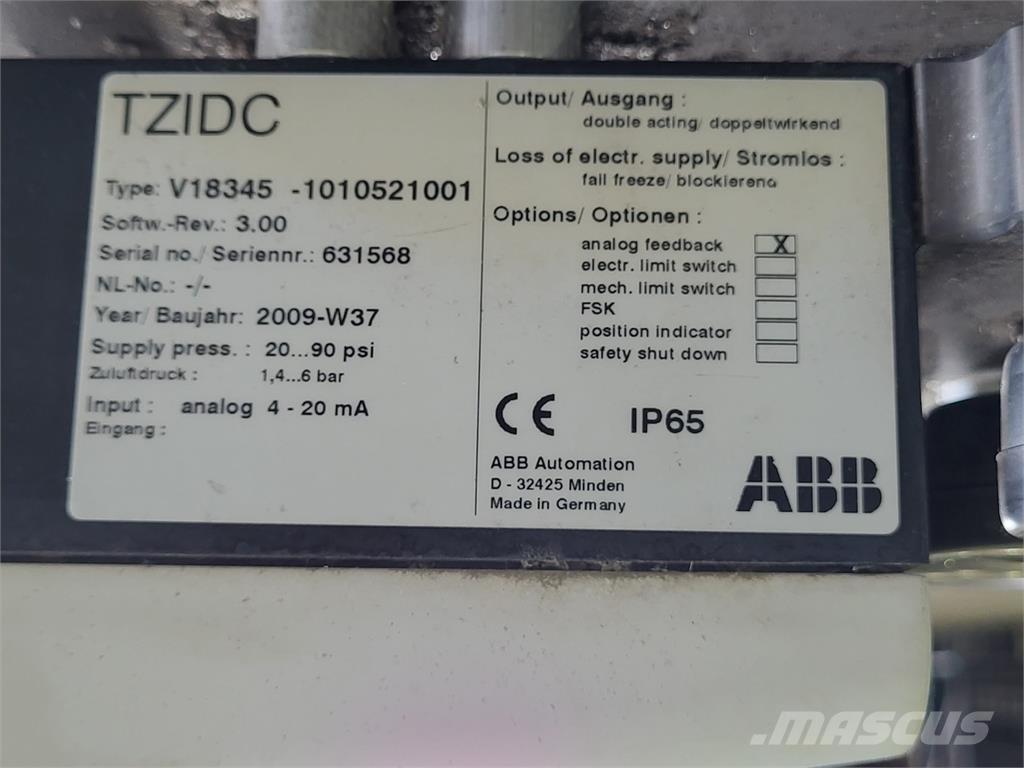 TZIDC
Type: V18345 -1010521001
Softw.-Rev.: 3.00
Serial no./ Seriennr.: 631568
NL-No.: -/-
Year/ Baujahr: 2009-W37
Supply press. : 20...90 psi
Zuluftdruck : 1,4...6 bar
Input : analog 4 - 20 mA
Eingang :
Output/ Ausgang :
double acting/ doppeltwirkend
Loss of electr. supply/ Stromlos :
fail freeze/ blockierend
Options/ Optionen :
analog feedback X
electr. limit switch
mech. limit switch
FSK
position indicator
safety shut down
CE IP65
ABB Automation
D - 32425 Minden
Made in Germany
ABB
MASCUS